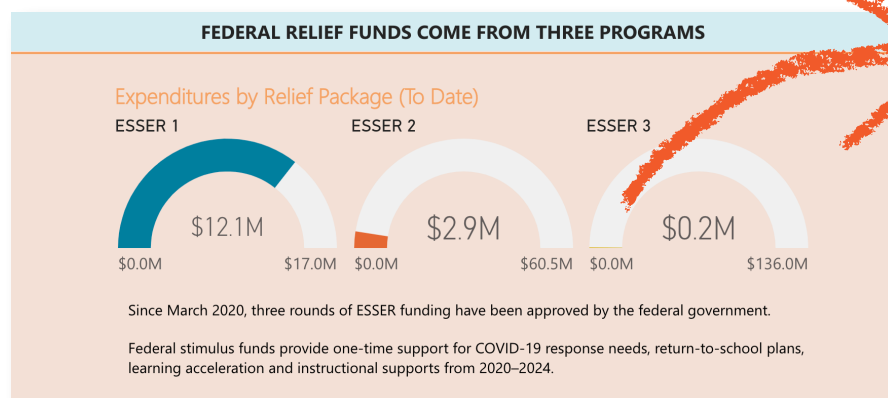 FEDERAL RELIEF FUNDS COME FROM THREE PROGRAMS
Expenditures by Relief Package (To Date)
ESSER 1
ESSER 2
ESSER 3
$12.1M
$2.9M
$0.2M
$0.0M
$17.0M
$0.0M
$60.5M
$0.0M
$136.0M
Since March 2020, three rounds of ESSER funding have been approved by the federal government.
Federal stimulus funds provide one-time support for COVID-19 response needs, return-to-school plans,
learning acceleration and instructional supports from 2020–2024.